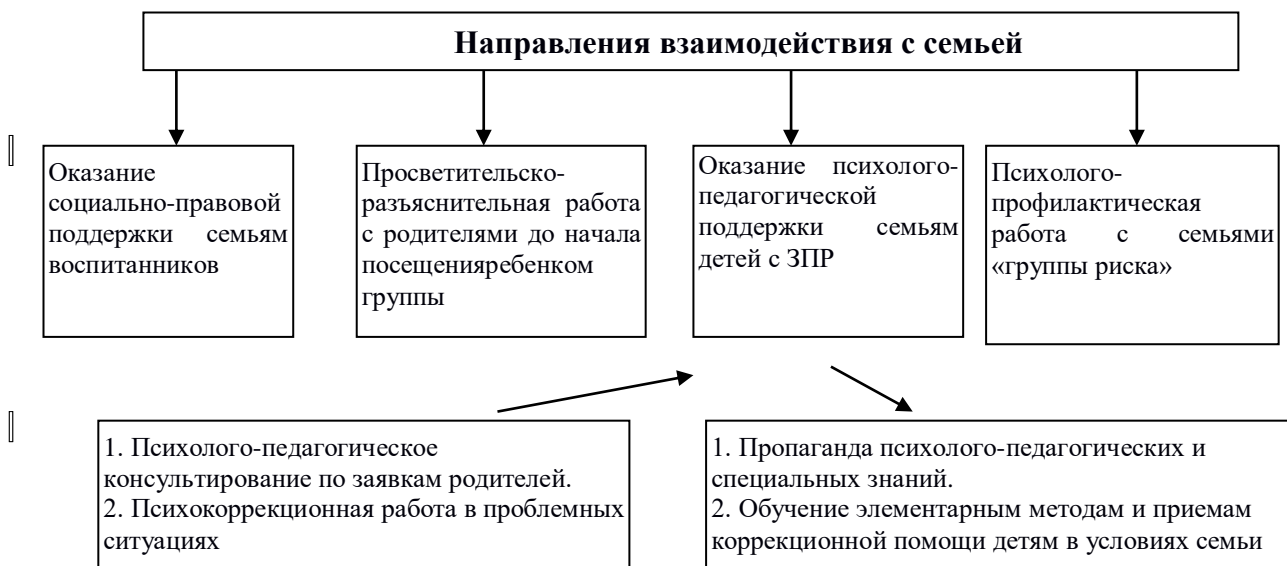 Направления взаимодействия с семьей
Оказание
социально-правовой
поддержки семьям
воспитанников
Просветительско-
разъяснительная работа
с родителями до начала
посещенияребенком
группы
Оказание психолого-
педагогической
поддержки семьям
детей с ЗПР
Психолого-
профилактическая
работа с семьями
«группы риска»
1. Психолого-педагогическое
консультирование по заявкам родителей.
2. Психокоррекционная работа в проблемных
ситуациях
1. Пропаганда психолого-педагогических и
специальных знаний.
2. Обучение элементарным методам и приемам
коррекционной помощи детям в условиях семьи